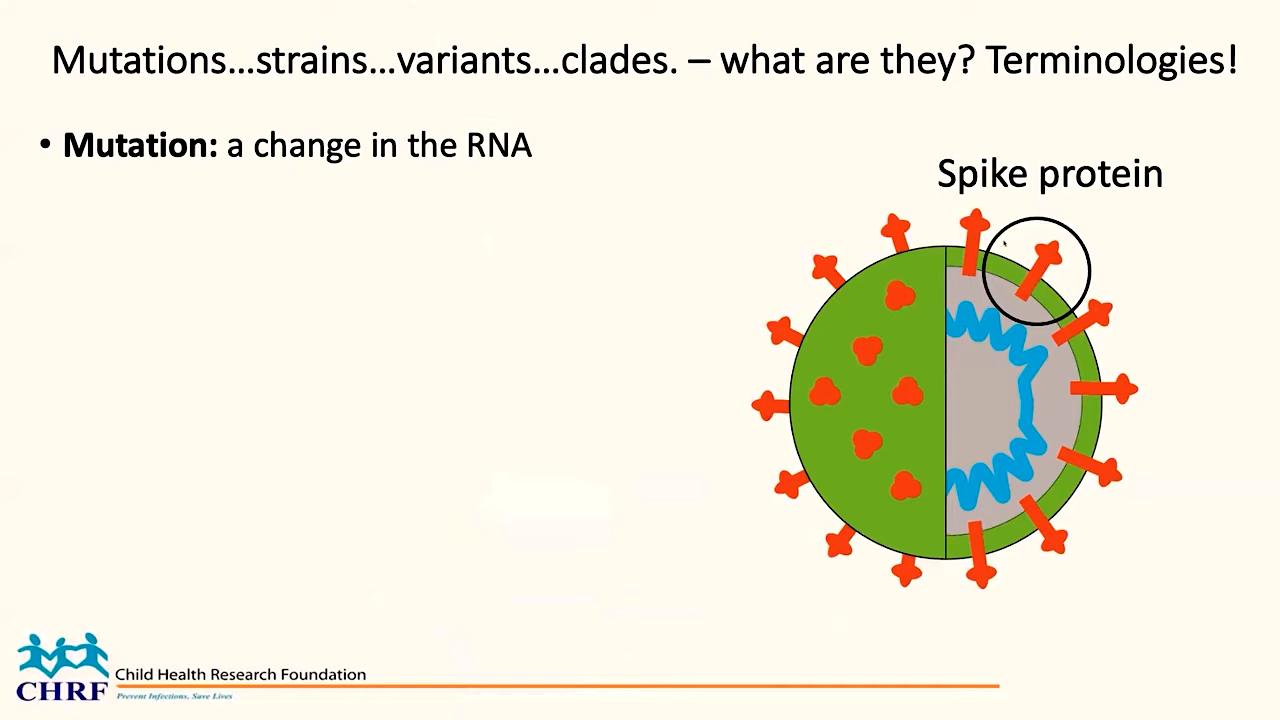 Mutations...strains...variants...clades. – what are they? Terminologies!
• Mutation: a change in the RNA
Spike protein
CHRF
Child Health Research Foundation
Prevent Infections, Save Lives